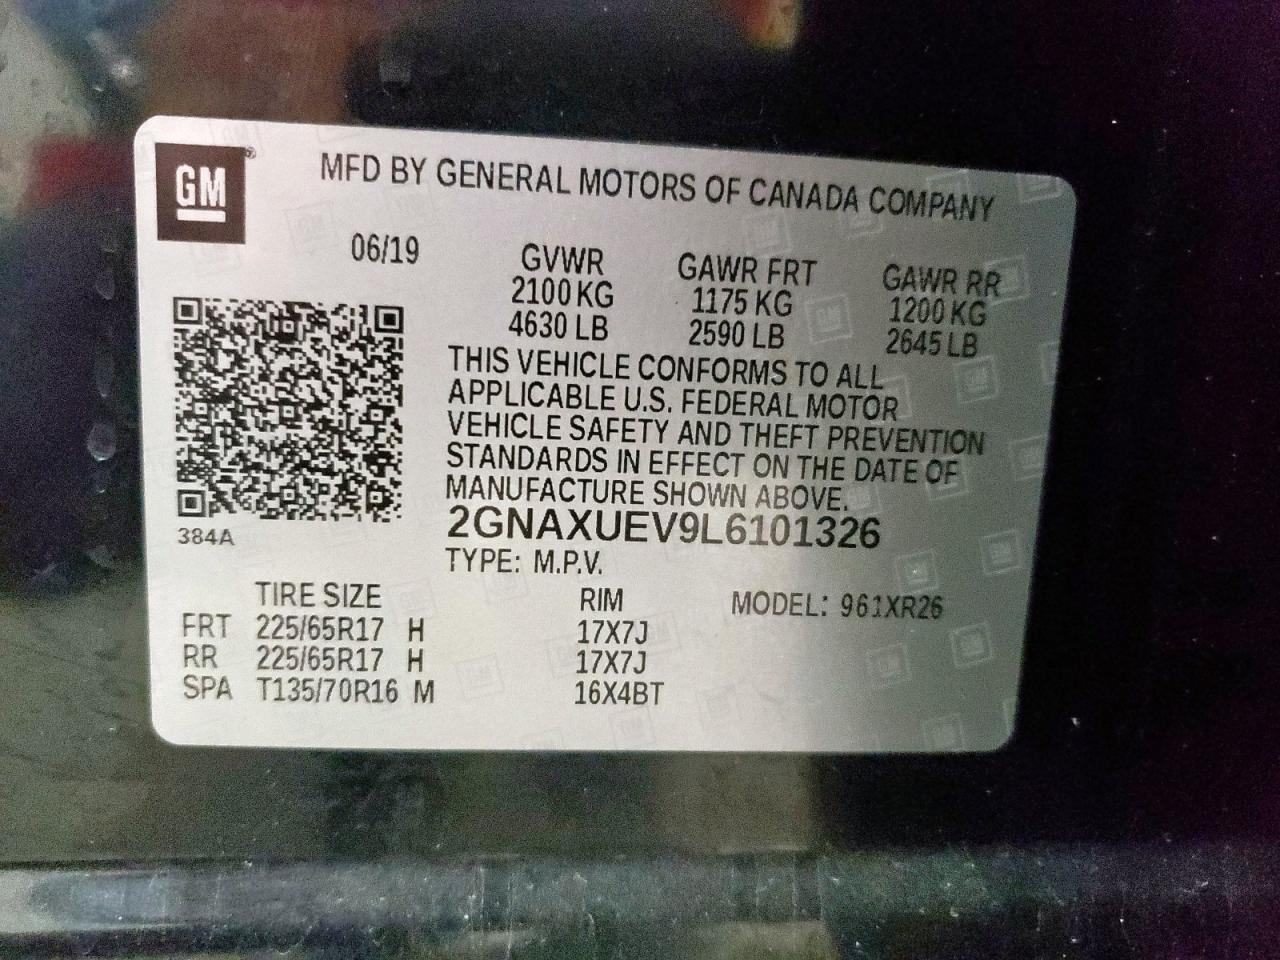 GM
MFD BY GENERAL MOTORS OF CANADA COMPANY
06/19
GVWR GAWR FRT GAWR RR
2100 KG 1175 KG 1200 KG
4630 LB 2590 LB 2645 LB
THIS VEHICLE CONFORMS TO ALL
APPLICABLE U.S. FEDERAL MOTOR
VEHICLE SAFETY AND THEFT PREVENTION
STANDARDS IN EFFECT ON THE DATE OF
MANUFACTURE SHOWN ABOVE.
384A
2GNAXUEV9L6101326
TYPE: M.P.V.
TIRE SIZE RIM MODEL: 961XR26
FRT 225/65R17 H 17X7J
RR 225/65R17 H 17X7J
SPA T135/70R16 M 16X4BT